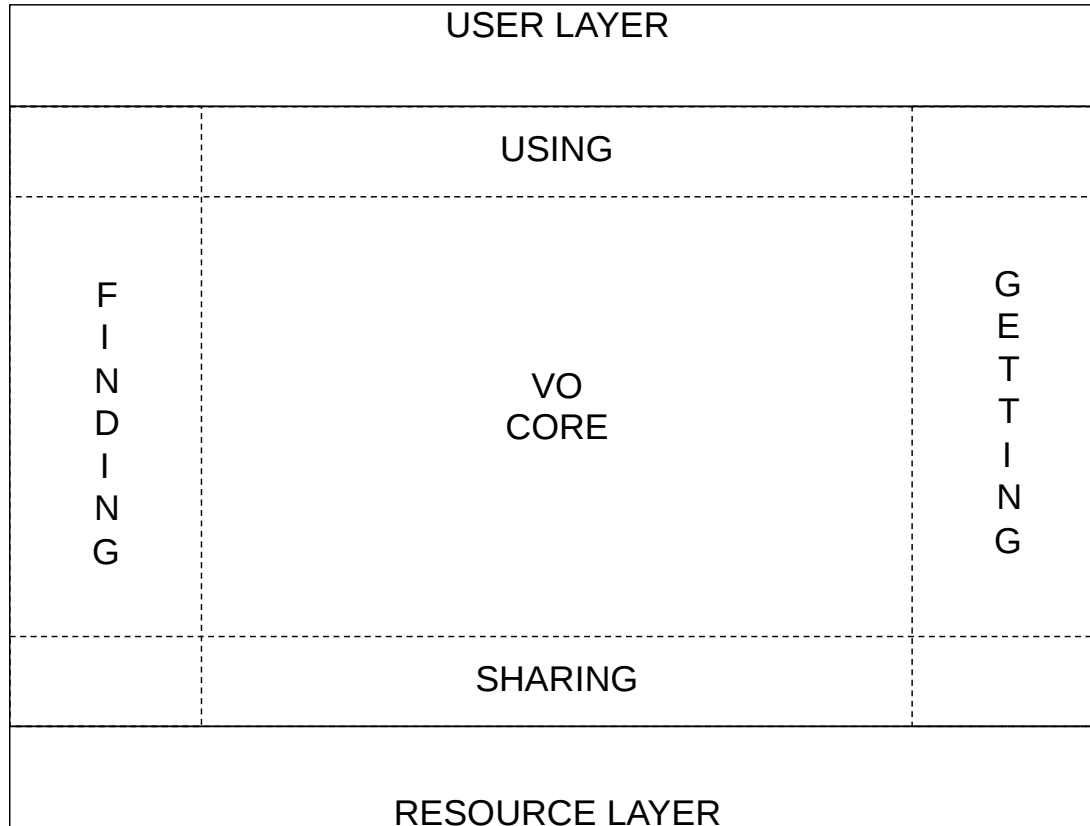 USER LAYER
USING
F
I
N
D
I
N
G
VO
CORE
G
E
T
T
I
N
G
SHARING
RESOURCE LAYER